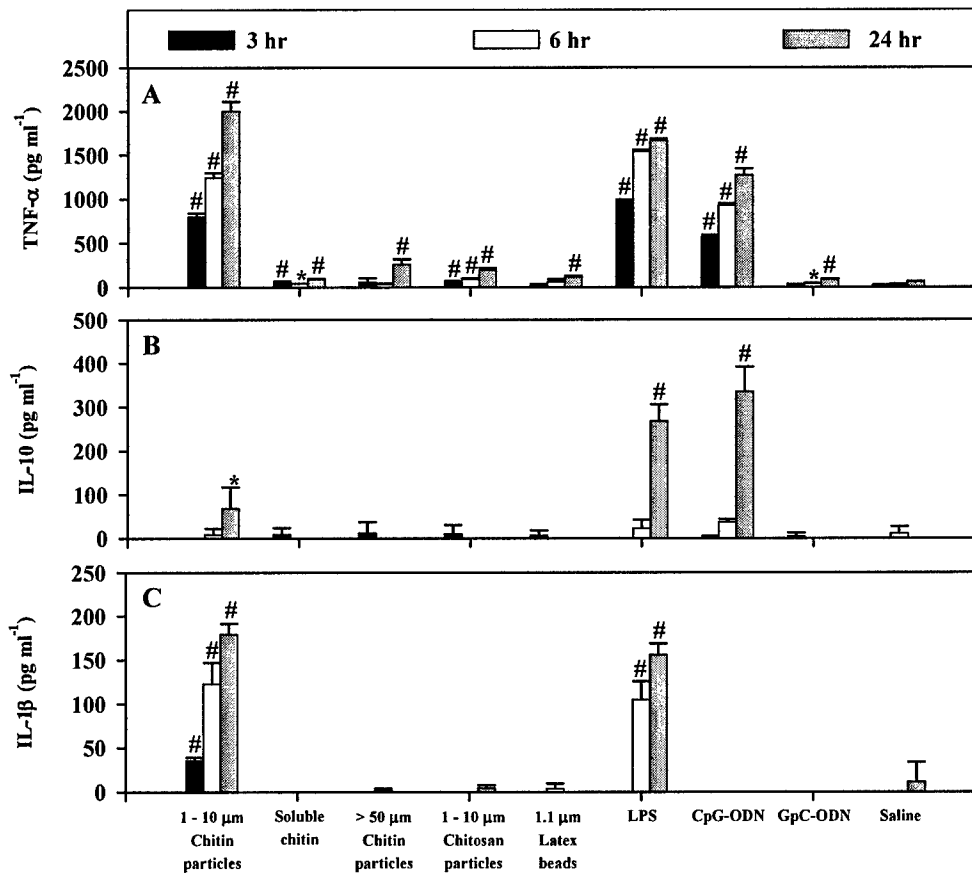 3 hr 6 hr 24 hr
A
TNF-α (pg ml⁻¹)
2500
2000
1500
1000
500
0
# # #
# * #
#
# # #
#
# # #
# # #
* #
B
IL-10 (pg ml⁻¹)
500
400
300
200
100
0
*
#
#
C
IL-1β (pg ml⁻¹)
250
200
150
100
50
0
# # #
# #
1 - 10 μm Chitin particles
Soluble chitin
> 50 μm Chitin particles
1 - 10 μm Chitosan particles
1.1 μm Latex beads
LPS
CpG-ODN
GpC-ODN
Saline